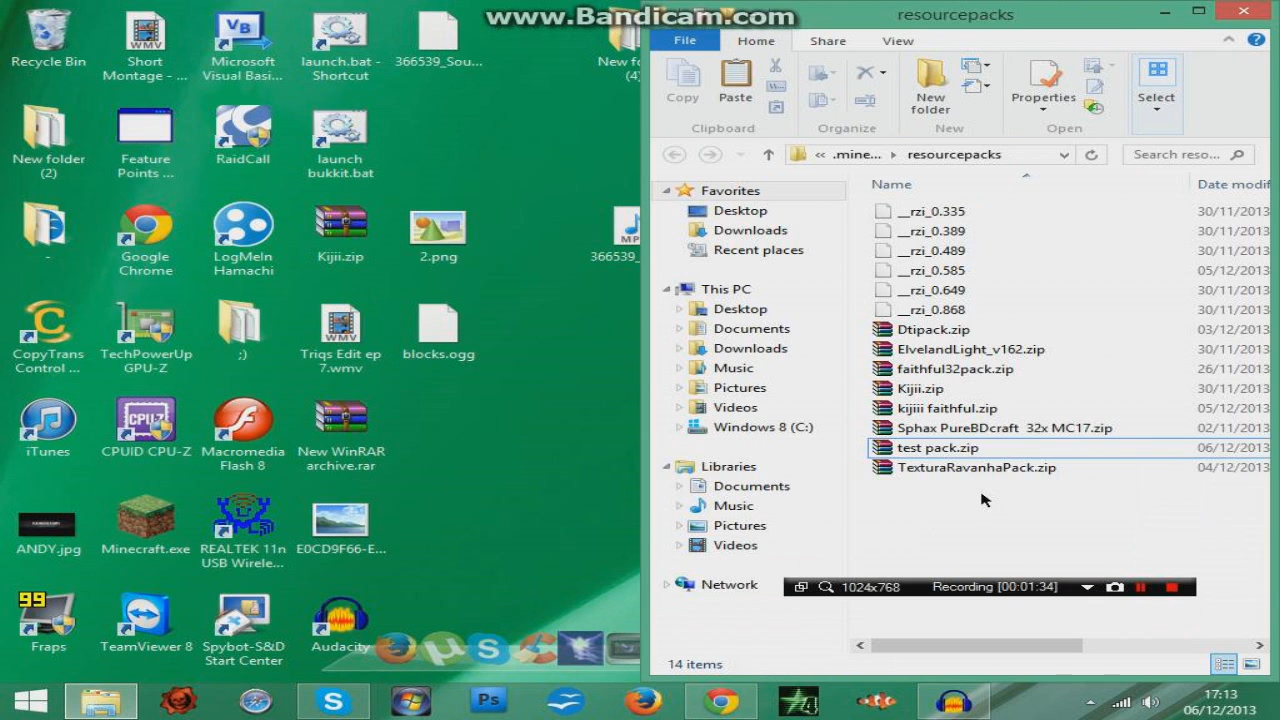 www.Bandicam.com
resourcepacks
File
Home
Share
View
Copy
Paste
New folder
Properties
Select
Clipboard
Organize
New
Open
« .mine... ▸ resourcepacks
Search reso...
Name
Date modif
Favorites
Desktop
Downloads
Recent places
This PC
Desktop
Documents
Downloads
Music
Pictures
Videos
Windows 8 (C:)
Libraries
Documents
Music
Pictures
Videos
Network
__rzi_0.335 30/11/2013
__rzi_0.389 30/11/2013
__rzi_0.489 30/11/2013
__rzi_0.585 05/12/2013
__rzi_0.649 30/11/2013
__rzi_0.868 30/11/2013
Dtipack.zip 03/12/2013
ElvelandLight_v162.zip 30/11/2013
faithful32pack.zip 26/11/2013
Kijii.zip 30/11/2013
kijiii faithful.zip 05/12/2013
Sphax PureBDcraft 32x MC17.zip 02/11/2013
test pack.zip 06/12/2013
TexturaRavanhaPack.zip 04/12/2013
1024x768
Recording [00:01:34]
14 items
Recycle Bin
Short
Montage - ...
Microsoft
Visual Basi...
launch.bat -
Shortcut
366539_Sou...
New fo
(4)
New folder
(2)
Feature
Points ...
RaidCall
launch
bukkit.bat
-
Google
Chrome
LogMeIn
Hamachi
Kijii.zip
2.png
366539_
CopyTrans
Control ...
TechPowerUp
GPU-Z
;)
Triqs Edit ep
7.wmv
blocks.ogg
iTunes
CPUID CPU-Z
Macromedia
Flash 8
New WinRAR
archive.rar
ANDY.jpg
Minecraft.exe
REALTEK 11n
USB Wirele...
E0CD9F66-E...
99
Fraps
TeamViewer 8
Spybot-S&D
Start Center
Audacity
WMV
VB
WMV
CPU-Z
Ps
17:13
06/12/2013